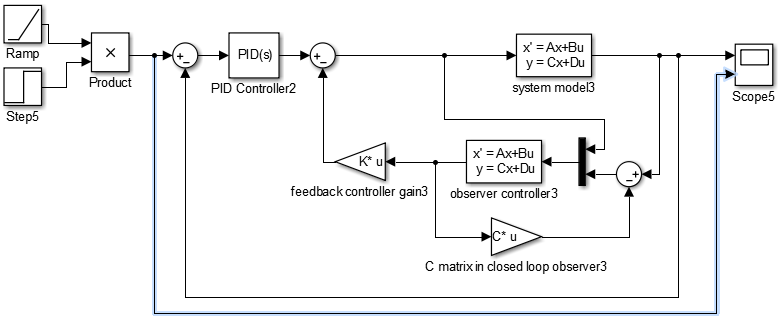 Ramp
Step5
×
Product
PID(s)
PID Controller2
x' = Ax+Bu
y = Cx+Du
system model3
Scope5
K* u
feedback controller gain3
x' = Ax+Bu
y = Cx+Du
observer controller3
C* u
C matrix in closed loop observer3